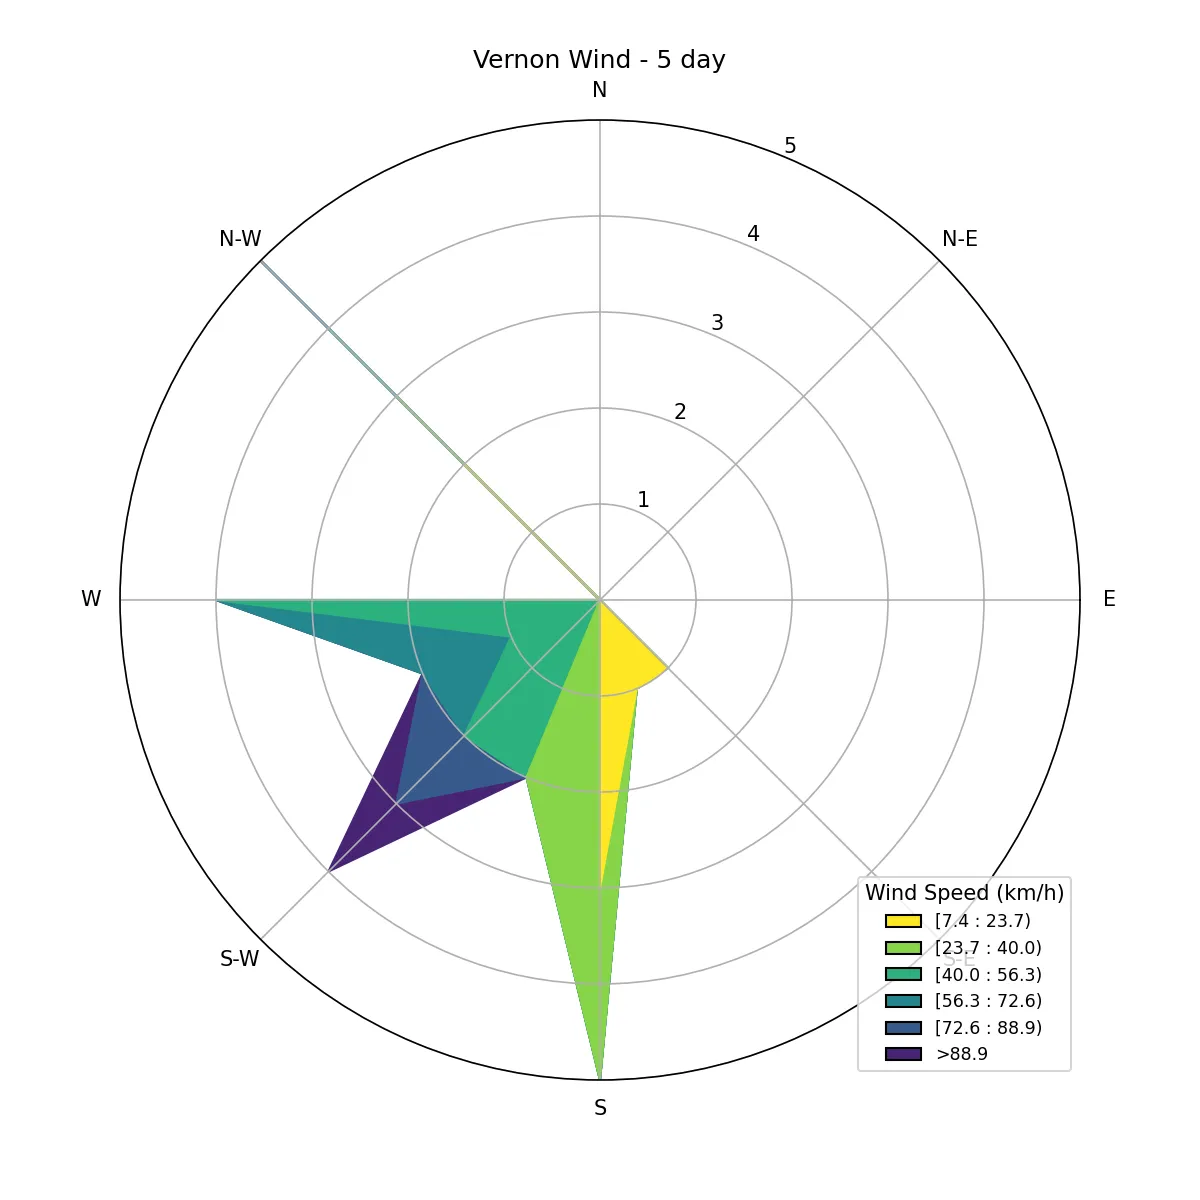 Vernon Wind - 5 day
N
5
N-W
N-E
4
3
2
1
W
E
S-W
S-E
S
Wind Speed (km/h)
[7.4 : 23.7)
[23.7 : 40.0)
[40.0 : 56.3)
[56.3 : 72.6)
[72.6 : 88.9)
>88.9